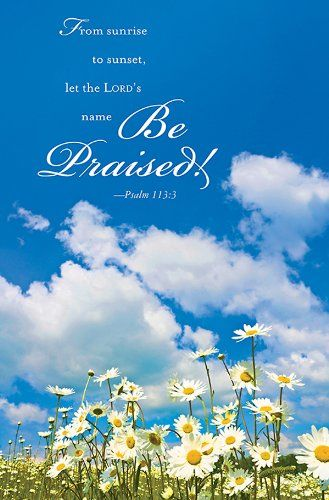 From sunrise
to sunset,
let the LORD's
name Be
Praised!
—Psalm 113:3